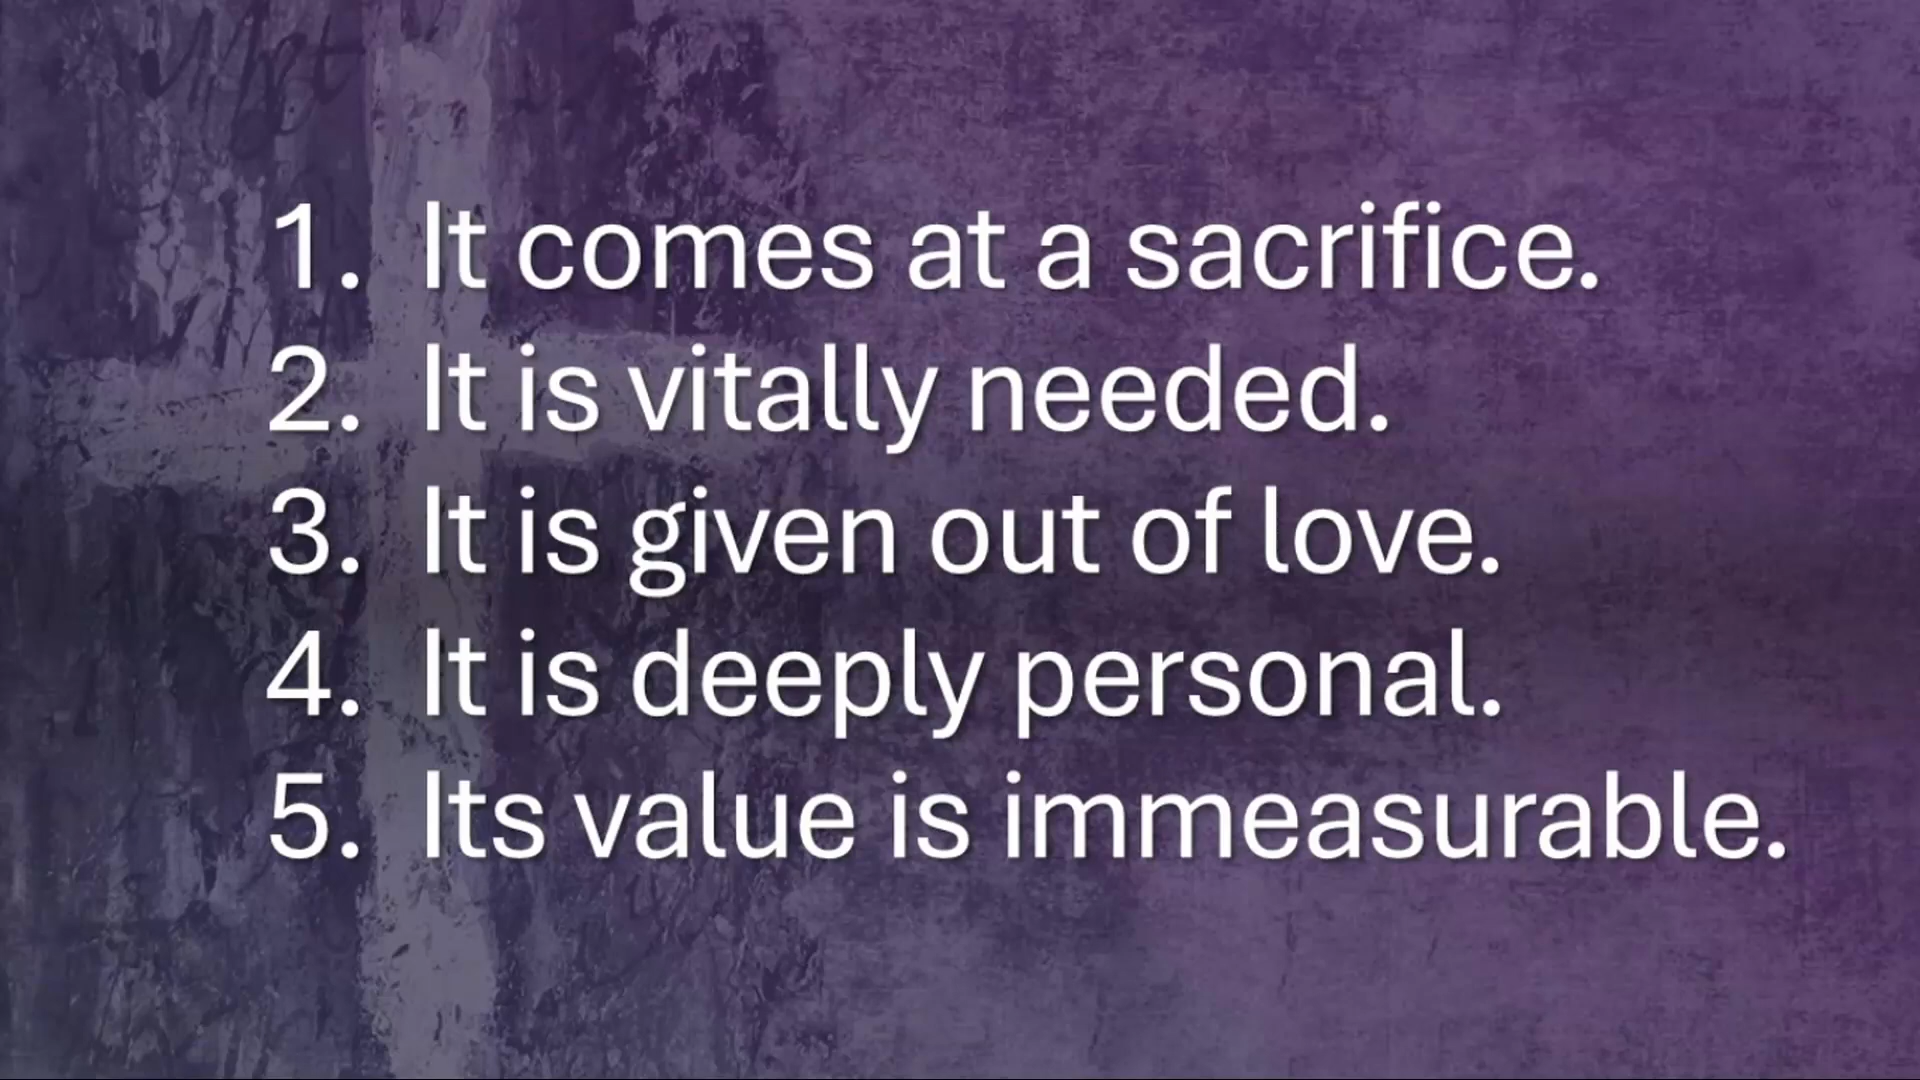 1. It comes at a sacrifice.
2. It is vitally needed.
3. It is given out of love.
4. It is deeply personal.
5. Its value is immeasurable.